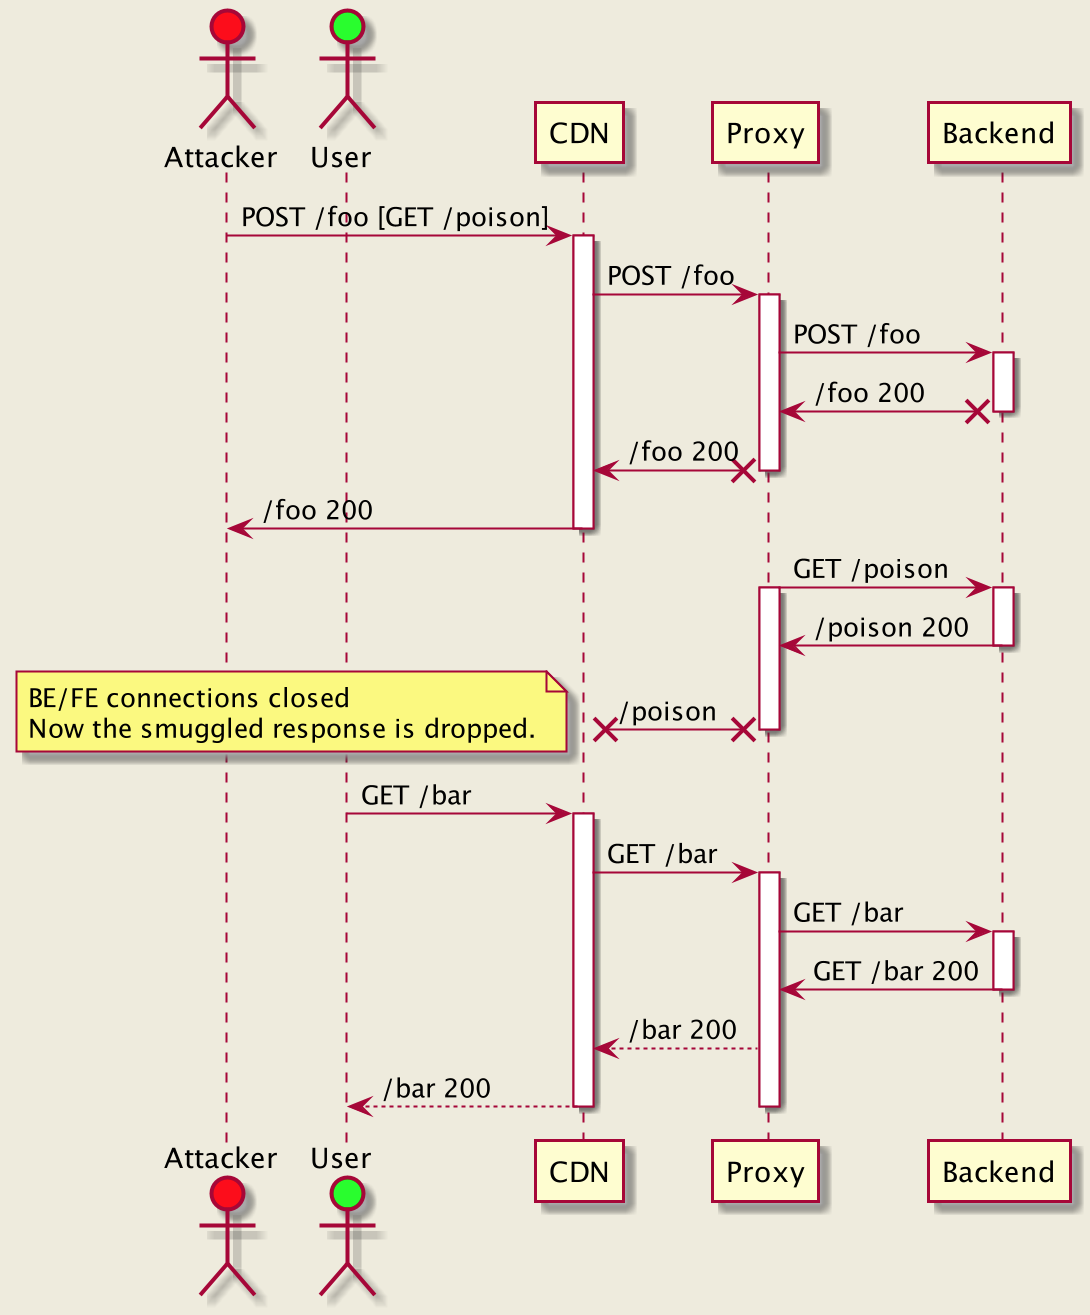 Attacker
User
CDN
Proxy
Backend
POST /foo [GET /poison]
POST /foo
POST /foo
/foo 200
/foo 200
/foo 200
GET /poison
/poison 200
BE/FE connections closed
Now the smuggled response is dropped.
/poison
GET /bar
GET /bar
GET /bar
GET /bar 200
/bar 200
/bar 200
Attacker
User
CDN
Proxy
Backend